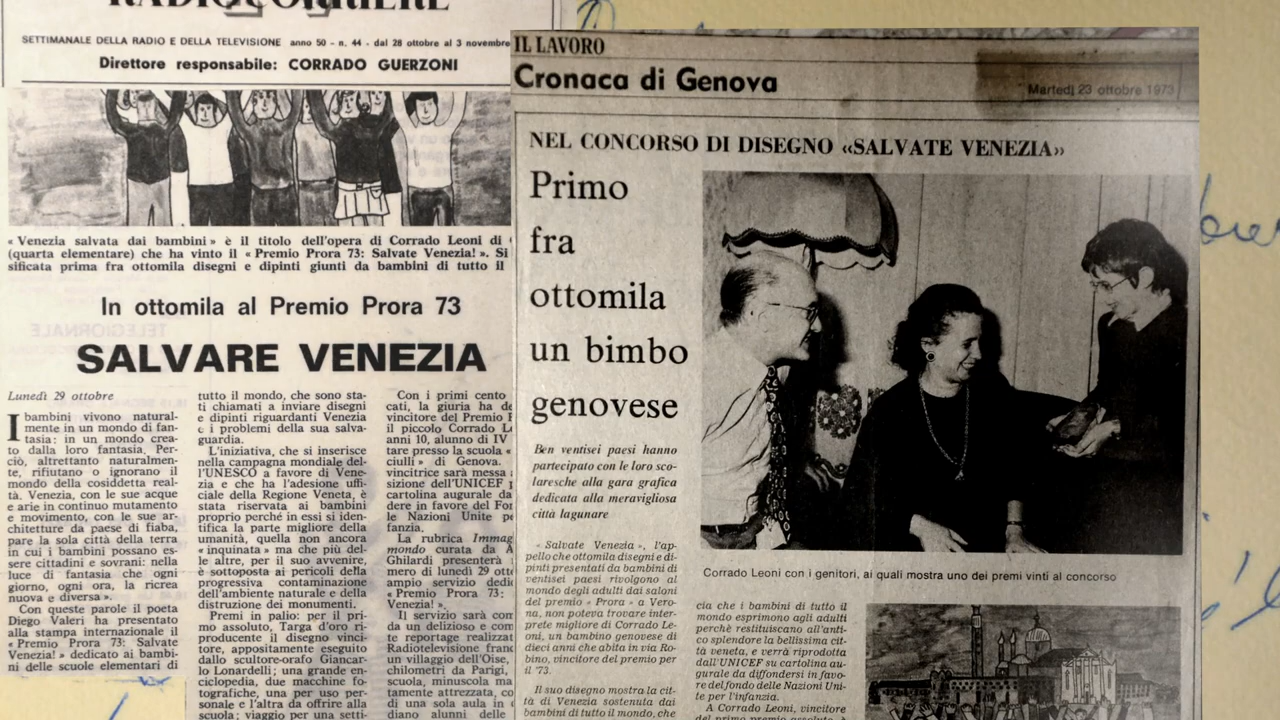 RADIOCORRIERE
SETTIMANALE DELLA RADIO E DELLA TELEVISIONE anno 50 - n. 44 - dal 28 ottobre al 3 novembre
Direttore responsabile: CORRADO GUERZONI
« Venezia salvata dai bambini » è il titolo dell'opera di Corrado Leoni di
(quarta elementare) che ha vinto il « Premio Prora 73: Salvate Venezia! ». Si
sificata prima fra ottomila disegni e dipinti giunti da bambini di tutto il
In ottomila al Premio Prora 73
SALVARE VENEZIA
Lunedì 29 ottobre
I bambini vivono natural-
mente in un mondo di fan-
tasia: in un mondo crea-
to dalla loro fantasia. Per-
ciò, altrettanto naturalmen-
te, rifiutano o ignorano il
mondo della cosiddetta real-
tà. Venezia, con le sue acque
e arie in continuo mutamento
e movimento, con le sue ar-
chitetture da paese di fiaba,
pare la sola città della terra
in cui i bambini possano es-
sere cittadini e sovrani: nella
luce di fantasia che ogni
giorno, ogni ora, la ricrea
nuova e diversa ».
Con queste parole il poeta
Diego Valeri ha presentato
alla stampa internazionale il
« Premio Prora 73: Salvate
Venezia! » dedicato ai bambi-
ni delle scuole elementari di
tutto il mondo, che sono sta-
ti chiamati a inviare disegni
e dipinti riguardanti Venezia
e i problemi della sua salva-
guardia.
L'iniziativa, che si inserisce
nella campagna mondiale del-
l'UNESCO a favore di Vene-
zia e che ha l'adesione uffi-
ciale della Regione Veneta, è
stata riservata ai bambini
proprio perché in essi si iden-
tifica la parte migliore della
umanità, quella non ancora
« inquinata » ma che più del-
le altre, per il suo avvenire,
è sottoposta ai pericoli della
progressiva contaminazione
dell'ambiente naturale e della
distruzione dei monumenti.
Premi in palio: per il pri-
mo assoluto, Targa d'oro ri-
producente il disegno vinci-
tore, appositamente eseguito
dallo scultore-orafo Giancar-
lo Lonardelli; una grande en-
ciclopedia, due macchine fo-
tografiche, una per uso per-
sonale e l'altra da offrire alla
scuola; viaggio per una setti-
Con i primi cento
cati, la giuria ha de
vincitore del Premio
il piccolo Corrado L
anni 10, alunno di IV
tare presso la scuola «
ciulli » di Genova.
vincitrice sarà messa
sizione dell'UNICEF
cartolina augurale da
dere in favore del For
le Nazioni Unite pe
fanzia.
La rubrica Immag
mondo curata da A
Ghilardi presenterà
mero di lunedì 29 otto
ampio servizio dedic
« Premio Prora 73:
Venezia! ».
Il servizio sarà com
da un delizioso e com
te reportage realizzat
Radiotelevisione franc
un villaggio dell'Oise,
chilometri da Parigi,
scuola, minuscola ma
tamente attrezzata, co
di una sola aula in
diano alunni delle
IL LAVORO
Cronaca di Genova
Martedì 23 ottobre 1973
NEL CONCORSO DI DISEGNO «SALVATE VENEZIA»
Primo
fra
ottomila
un bimbo
genovese
Ben ventisei paesi hanno
partecipato con le loro sco-
laresche alla gara grafica
dedicata alla meravigliosa
città lagunare
« Salvate Venezia », l'ap-
pello che ottomila disegni e di-
pinti presentati da bambini di
ventisei paesi rivolgono al
mondo degli adulti dai saloni
del premio « Prora » a Vero-
na, non poteva trovare inter-
prete migliore di Corrado Le-
oni, un bambino genovese di
dieci anni che abita in via Ro-
bino, vincitore del premio per
il '73.
Il suo disegno mostra la cit-
tà di Venezia sostenuta dai
bambini di tutto il mondo, che
Corrado Leoni con i genitori, ai quali mostra uno dei premi vinti al concorso
cia che i bambini di tutto il
mondo esprimono agli adulti
perchè restituiscano all'anti-
co splendore la bellissima cit-
tà veneta, e verrà riprodotta
dall'UNICEF su cartolina au-
gurale da diffondersi in favo-
re del fondo delle Nazioni Uni-
te per l'infanzia.
A Corrado Leoni, vincitore